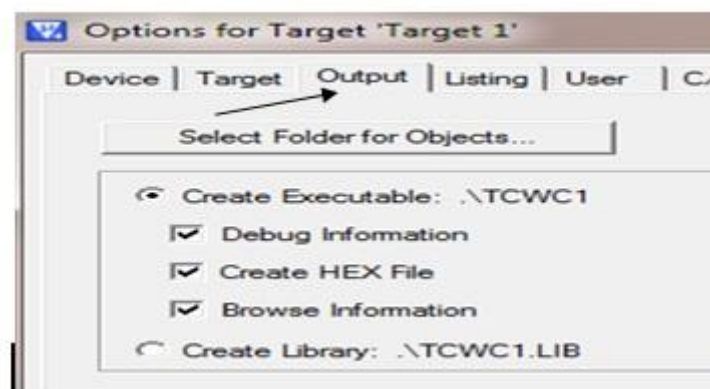 Options for Target 'Target 1'
Device | Target | Output | Listing | User |
Select Folder for Objects...
Create Executable: .\TCWC1
Debug Information
Create HEX File
Browse Information
Create Library: .\TCWC1.LIB